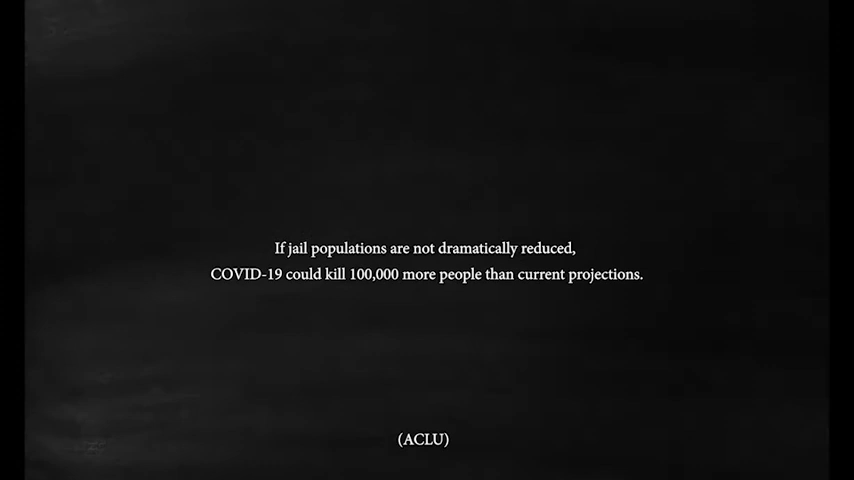 If jail populations are not dramatically reduced,
COVID-19 could kill 100,000 more people than current projections.
(ACLU)